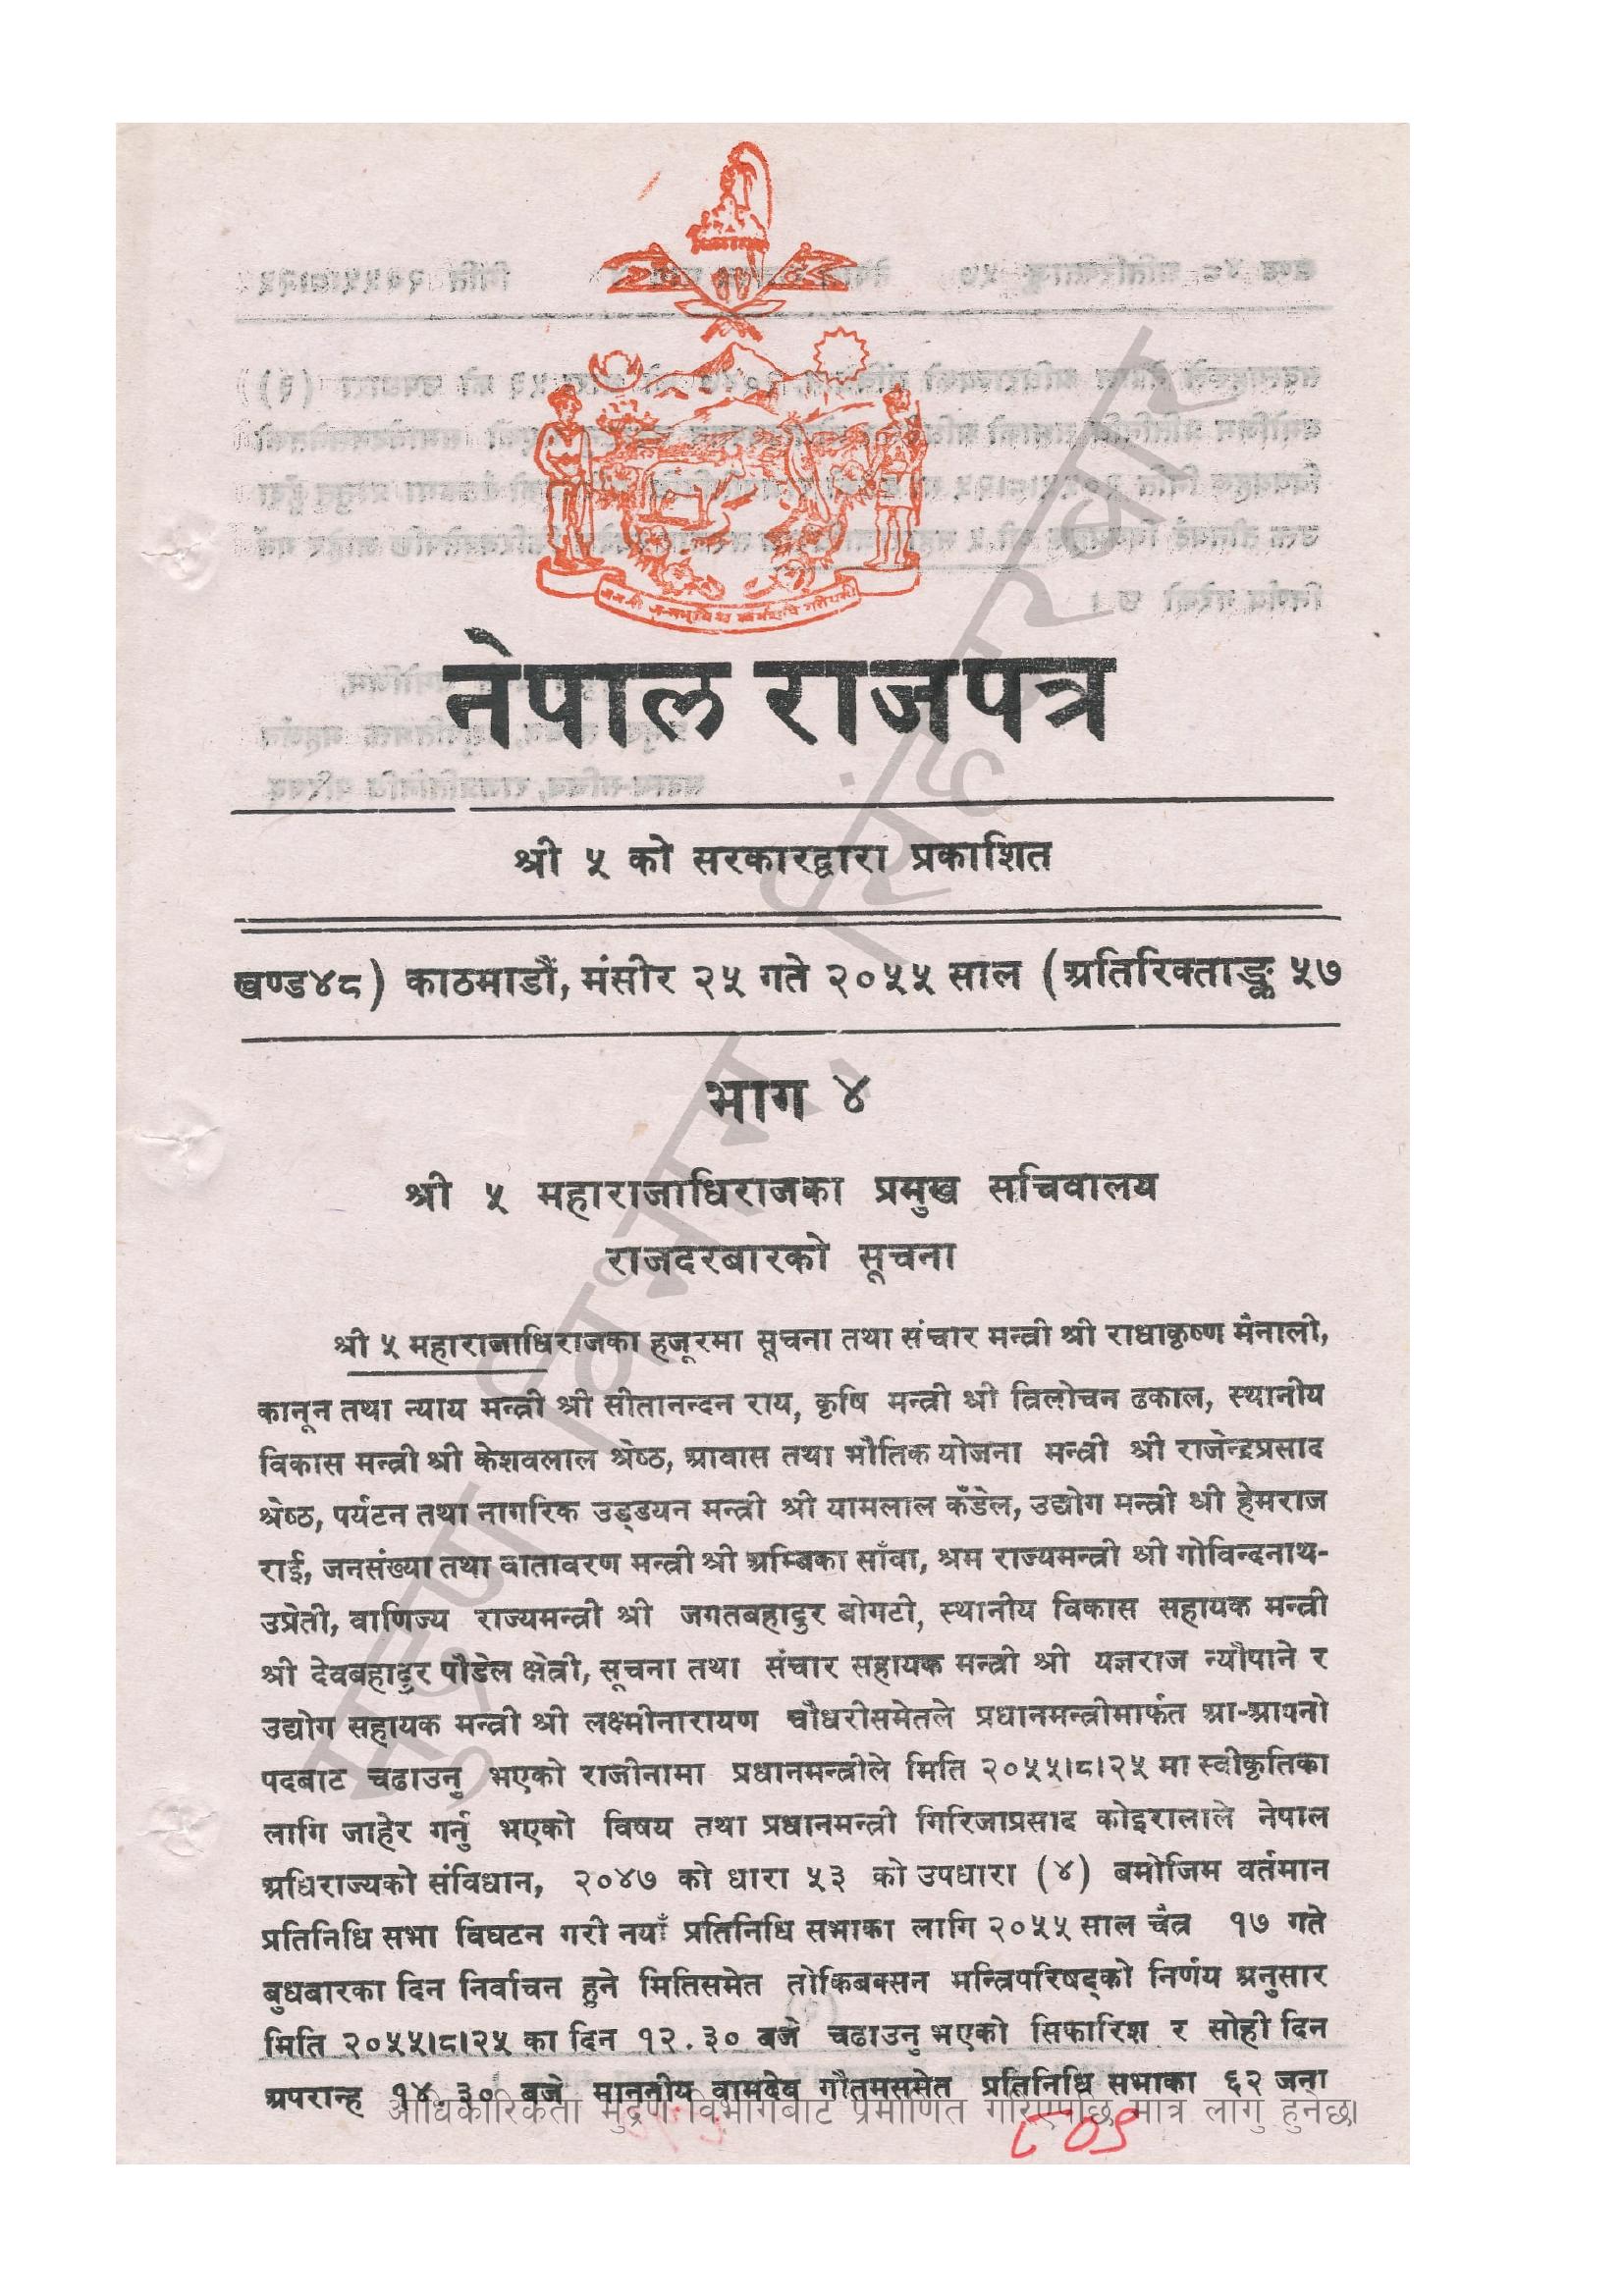 नेपाल राजपत्र
श्री ५ को सरकारद्वारा प्रकाशित
खण्ड४८) काठमाडौं, मंसीर २५ गते २०५५ साल (अतिरिक्ताङ्क ५७
भाग ४
श्री ५ महाराजाधिराजका प्रमुख सचिवालय
राजदरबारको सूचना
श्री ५ महाराजाधिराजका हजूरमा सूचना तथा संचार मन्त्री श्री राधाकृष्ण मैनाली,
कानून तथा न्याय मन्त्री श्री सीतानन्दन राय, कृषि मन्त्री श्री त्रिलोचन ढकाल, स्थानीय
विकास मन्त्री श्री केशवलाल श्रेष्ठ, आवास तथा भौतिक योजना मन्त्री श्री राजेन्द्रप्रसाद
श्रेष्ठ, पर्यटन तथा नागरिक उड्डयन मन्त्री श्री यामलाल कँडेल, उद्योग मन्त्री श्री हेमराज
राई, जनसंख्या तथा वातावरण मन्त्री श्री अम्बिका साँवा, श्रम राज्यमन्त्री श्री गोविन्दनाथ-
उप्रेती, वाणिज्य राज्यमन्त्री श्री जगतबहादुर बोगटी, स्थानीय विकास सहायक मन्त्री
श्री देवबहादुर पौडेल क्षेत्री, सूचना तथा संचार सहायक मन्त्री श्री यज्ञराज न्यौपाने र
उद्योग सहायक मन्त्री श्री लक्ष्मीनारायण चौधरीसमेतले प्रधानमन्त्रीमार्फत आ-आफ्नो
पदबाट चढाउनु भएको राजीनामा प्रधानमन्त्रीले मिति २०५५।८।२५ मा स्वीकृतिका
लागि जाहेर गर्नु भएको विषय तथा प्रधानमन्त्री गिरिजाप्रसाद कोइरालाले नेपाल
अधिराज्यको संविधान, २०४७ को धारा ५३ को उपधारा (४) बमोजिम वर्तमान
प्रतिनिधि सभा विघटन गरी नयाँ प्रतिनिधि सभाका लागि २०५५ साल चैत्र १७ गते
बुधबारका दिन निर्वाचन हुने मितिसमेत तोकिबक्सन मन्त्रिपरिषद्को निर्णय अनुसार
मिति २०५५।८।२५ का दिन १२.३० बजे चढाउनु भएको सिफारिश र सोही दिन
अपरान्ह १४.३० बजे माननीय वामदेव गौतमसमेत प्रतिनिधि सभाका ६२ जना
आधिकारिकता मुद्रण विभागबाट प्रमाणित गरिएपछि मात्र लागु हुनेछ।
८०९